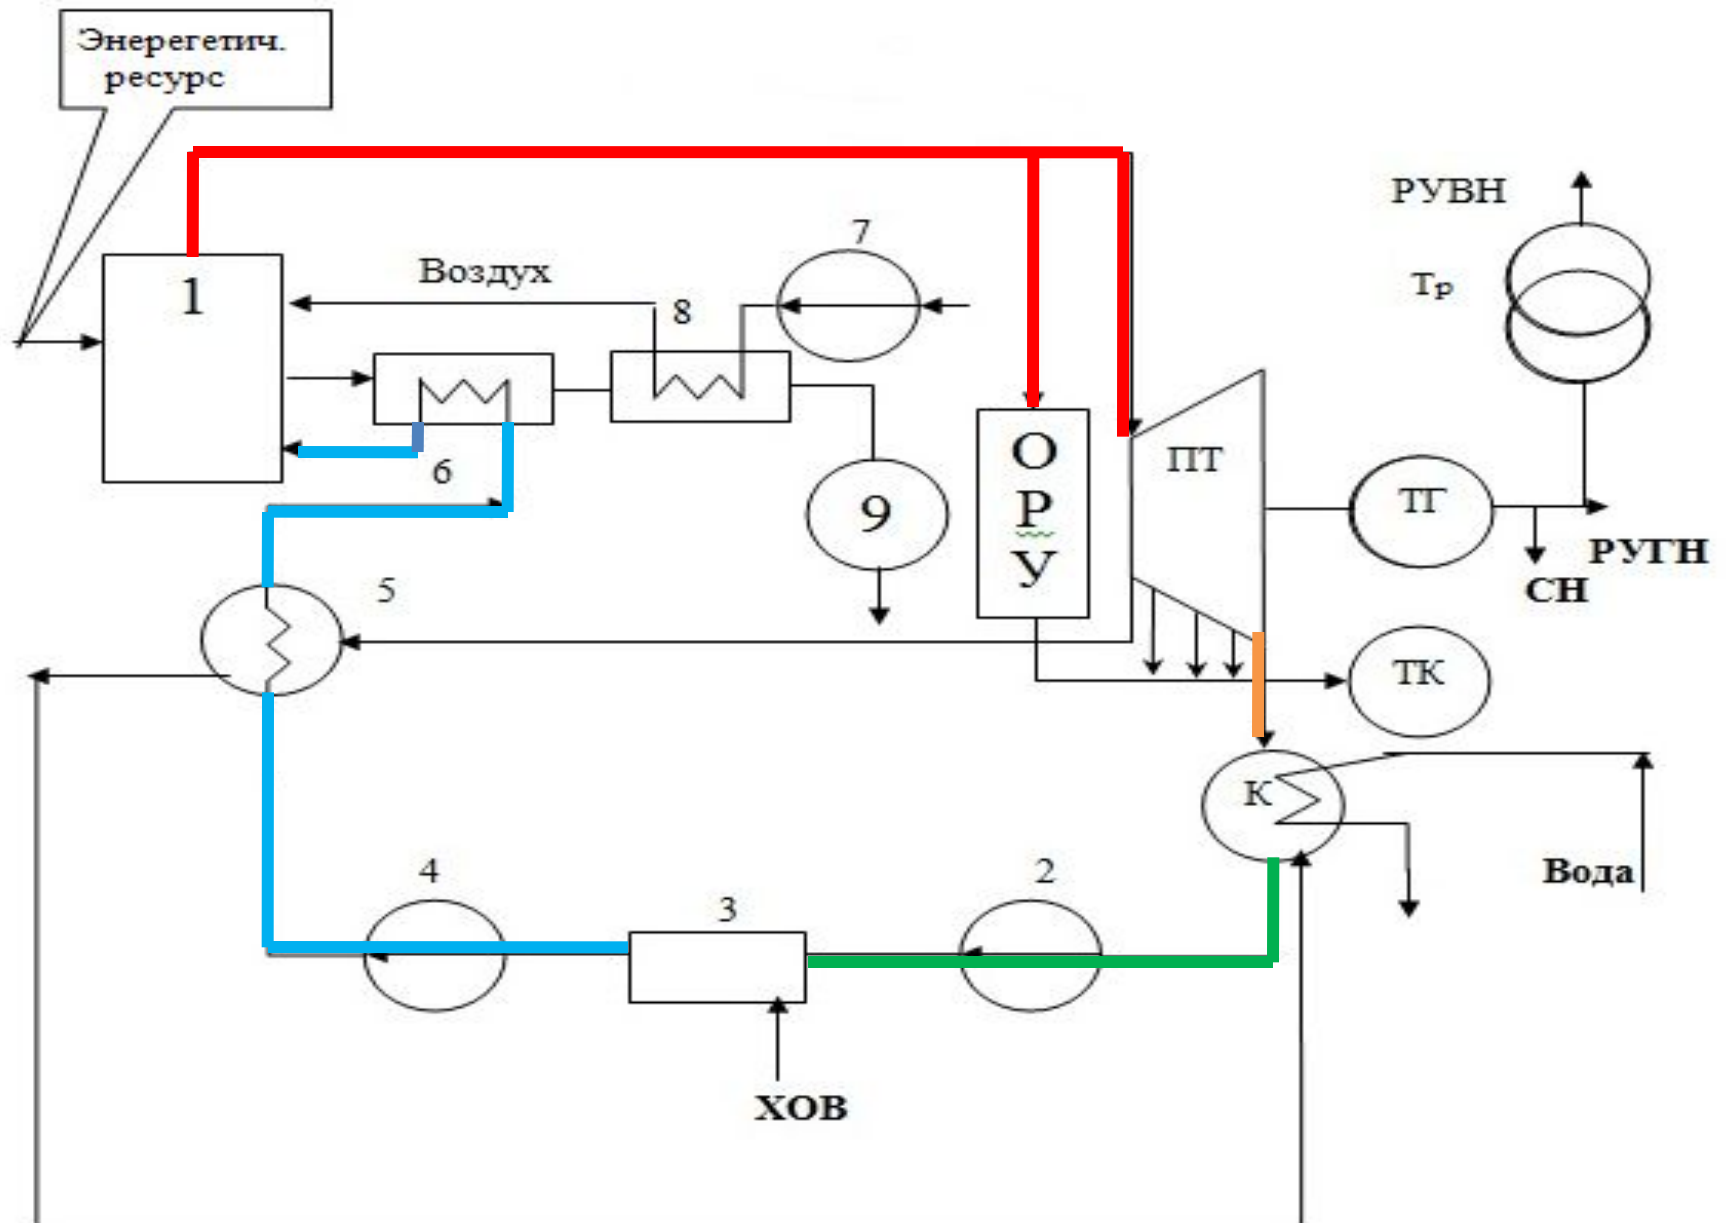 Энерегетич.
ресурс
РУВН
7
Воздух
Тр
1
8
О
Р
У
ПТ
6
ТГ
9
РУГН
СН
5
ТК
К
4
2
Вода
3
ХОВ